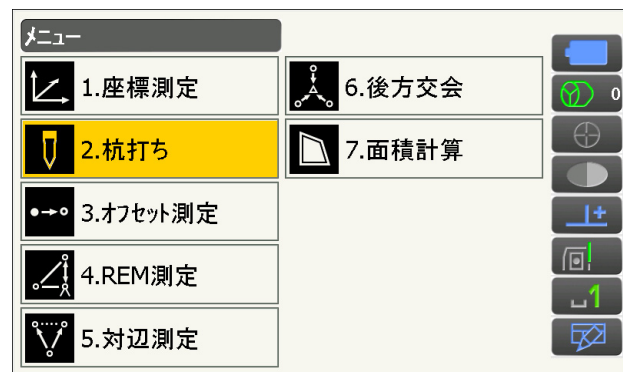 メニュー
1.座標測定
2.杭打ち
3.オフセット測定
4.REM測定
5.対辺測定
6.後方交会
7.面積計算
0
1